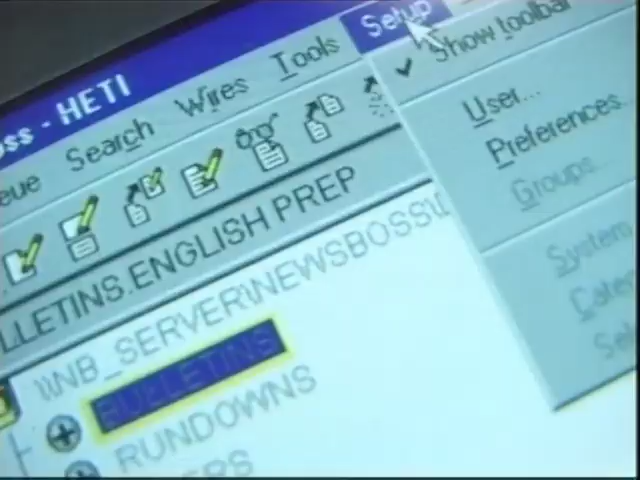 ss - HETI
eue Search Wires Tools Setup
Show toolbar
User...
Preferences...
Groups...
System
LLETINS.ENGLISH PREP
\\NB_SERVER\NEWSBOSS\
BULLETINS
RUNDOWNS